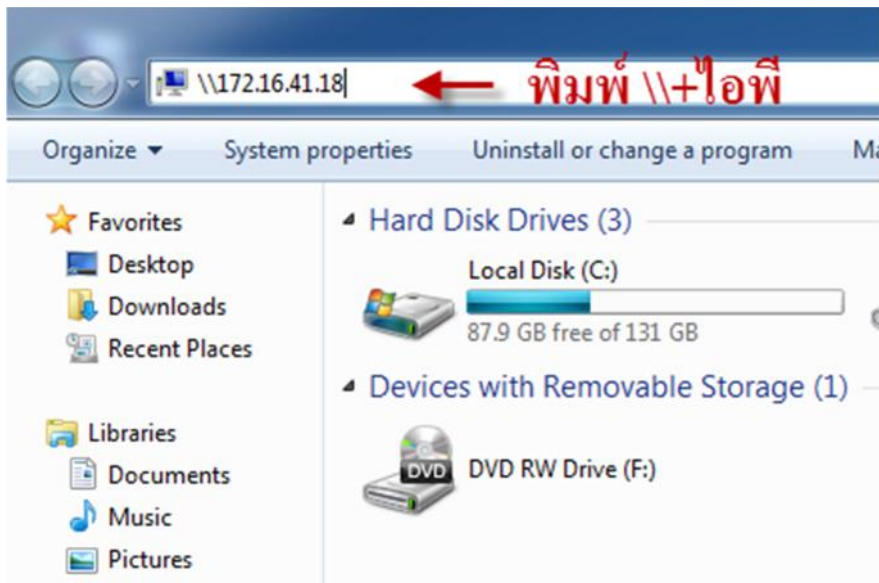 \\172.16.41.18 พิมพ์ \\+ไอพี
Organize System properties Uninstall or change a program
Favorites
Desktop
Downloads
Recent Places
Libraries
Documents
Music
Pictures
Hard Disk Drives (3)
Local Disk (C:)
87.9 GB free of 131 GB
Devices with Removable Storage (1)
DVD
DVD RW Drive (F:)